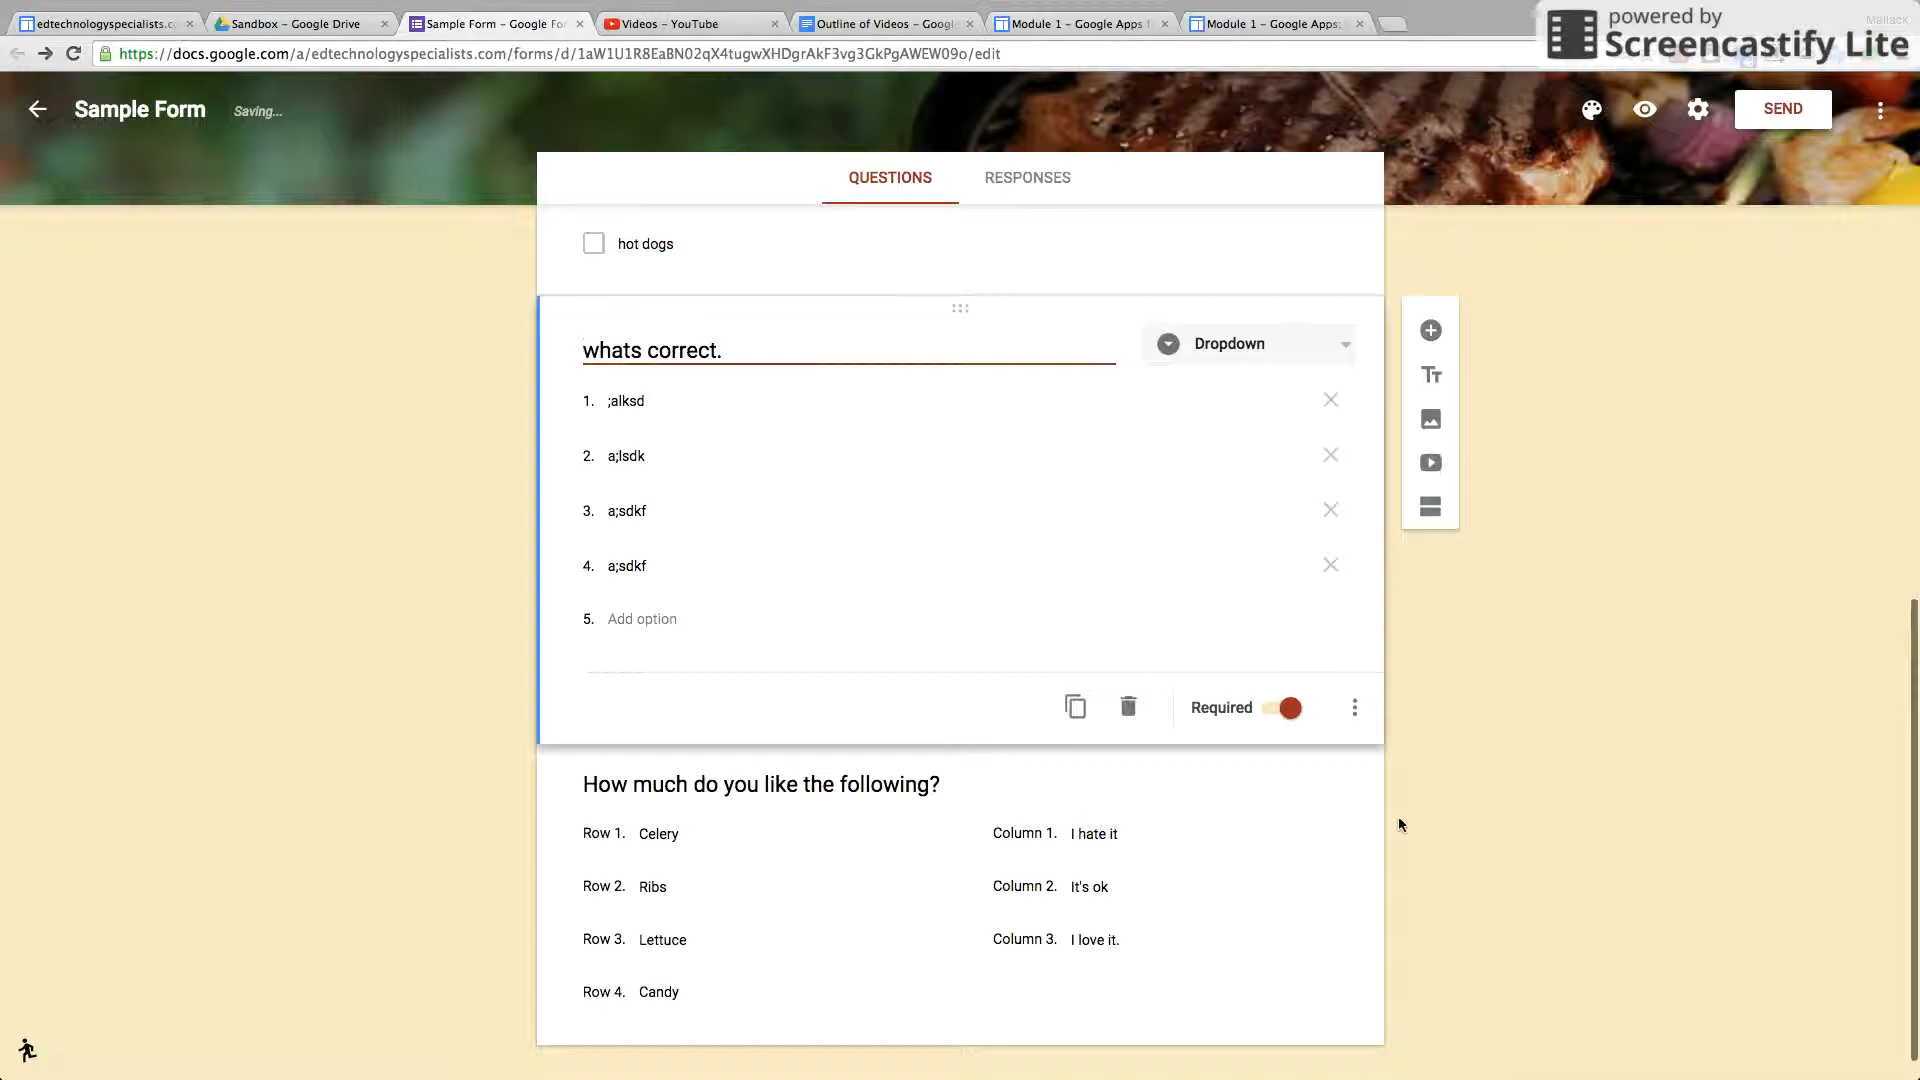 edtechnologyspecialists.c
Sandbox – Google Drive
Sample Form – Google Fo
Videos – YouTube
Outline of Videos – Google
Module 1 – Google Apps f
Module 1 – Google Apps:
Mallack
powered by
Screencastify Lite
https://docs.google.com/a/edtechnologyspecialists.com/forms/d/1aW1U1R8EaBN02qX4tugwXHDgrAkF3vg3GkPgAWEW09o/edit
Sample Form
Saving...
SEND
QUESTIONS
RESPONSES
hot dogs
whats correct.
Dropdown
1. ;alksd
2. a;lsdk
3. a;sdkf
4. a;sdkf
5. Add option
Required
How much do you like the following?
Row 1. Celery
Column 1. I hate it
Row 2. Ribs
Column 2. It's ok
Row 3. Lettuce
Column 3. I love it.
Row 4. Candy